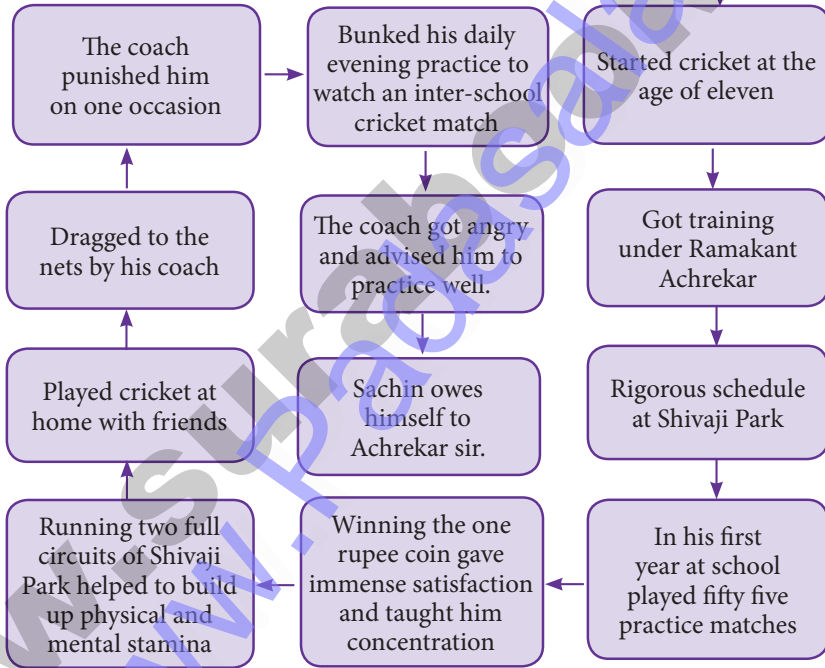 The coach
punished him
on one occasion
Bunked his daily
evening practice to
watch an inter-school
cricket match
Started cricket at the
age of eleven
Dragged to the
nets by his coach
The coach got angry
and advised him to
practice well.
Got training
under Ramakant
Achrekar
Played cricket at
home with friends
Sachin owes
himself to
Achrekar sir.
Rigorous schedule
at Shivaji Park
Running two full
circuits of Shivaji
Park helped to build
up physical and
mental stamina
Winning the one
rupee coin gave
immense satisfaction
and taught him
concentration
In his first
year at school
played fifty five
practice matches